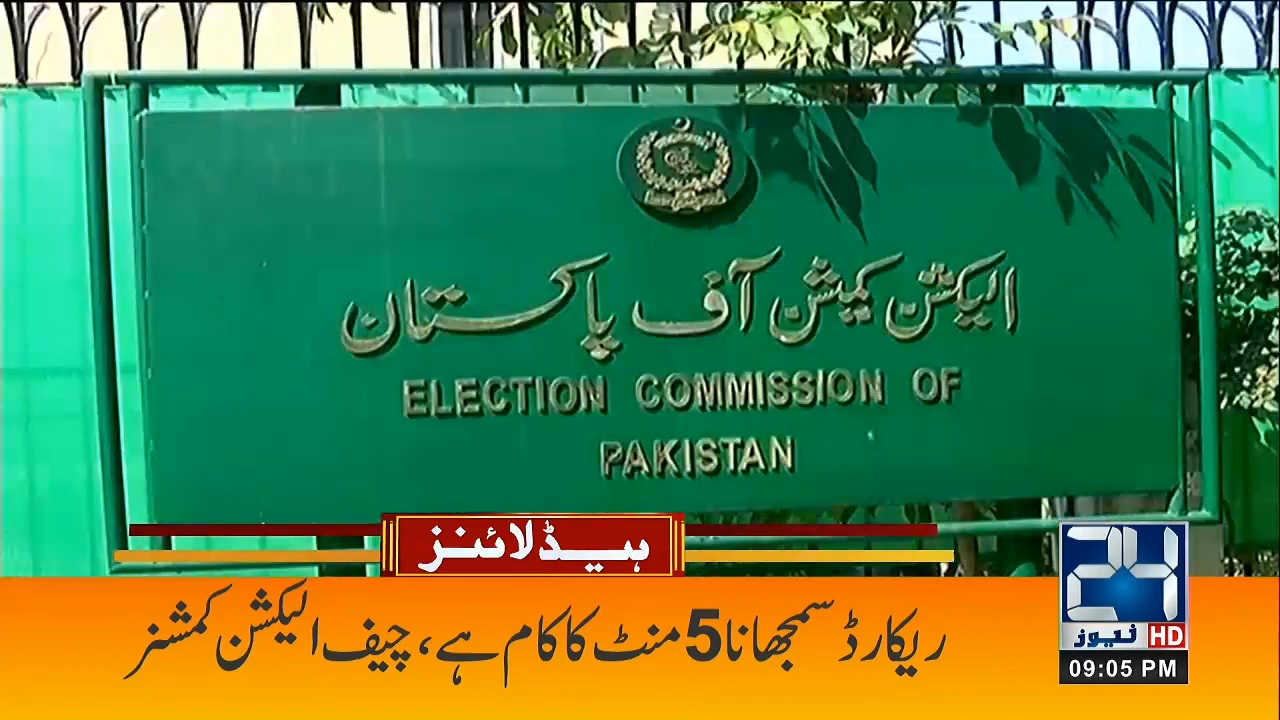 الیکشن کمیشن آف پاکستان
ELECTION COMMISSION OF
PAKISTAN
ہیڈلائنز
ریکارڈ سمجھانا 5 منٹ کا کام ہے، چیف الیکشن کمشنر
24
نیوز HD
09:05 PM